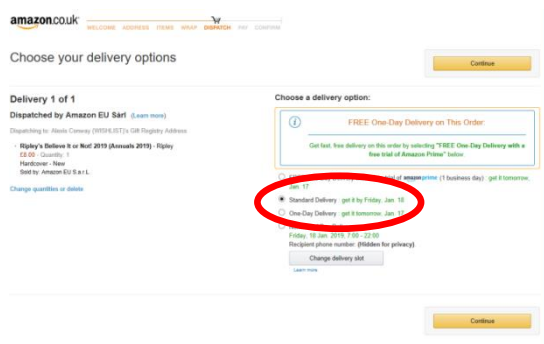 amazon.co.uk
WELCOME ADDRESS ITEMS WRAP DISPATCH PAY CONFIRM
Choose your delivery options
Continue
Delivery 1 of 1
Dispatched by Amazon EU Sárl (Learn more)
Dispatching to: Conway (WISHLIST)'s Gift Registry Address
Ripley's Believe It or Not! 2019 (Annuals 2019) - Ripley
£8.00 - Quantity: 1
Hardcover - New
Sold by: Amazon EU S.a.r.L.
Change quantities or delete
Choose a delivery option:
FREE One-Day Delivery on This Order:
Get fast, free delivery on this order by selecting "FREE One-Day Delivery with a
free trial of Amazon Prime" below.
trial of amazonprime (1 business day) - get it tomorrow,
Jan. 17
Standard Delivery - get it by Friday, Jan. 18
One-Day Delivery - get it tomorrow, Jan. 17
Friday, 18 Jan. 2019, 7:00 - 22:00
Recipient phone number: (Hidden for privacy)
Change delivery slot
Learn more
Continue